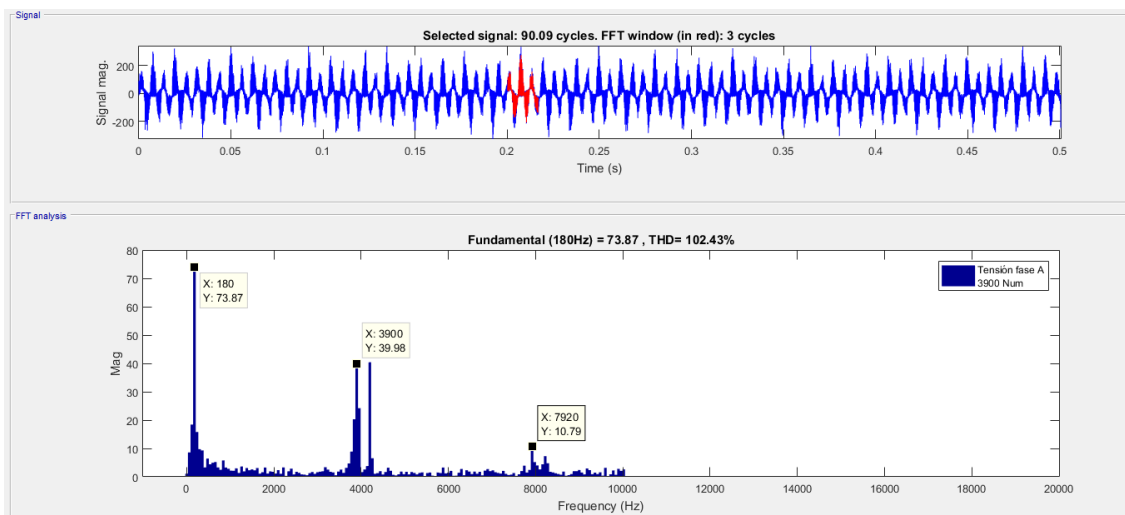 Signal
Selected signal: 90.09 cycles. FFT window (in red): 3 cycles
Signal mag.
200
0
-200
0
0.05
0.1
0.15
0.2
0.25
0.3
0.35
0.4
0.45
0.5
Time (s)
FFT analysis
Fundamental (180Hz) = 73.87 , THD= 102.43%
Mag
80
70
60
50
40
30
20
10
0
X: 180
Y: 73.87
X: 3900
Y: 39.98
X: 7920
Y: 10.79
Tensión fase A
3900 Num
0
2000
4000
6000
8000
10000
12000
14000
16000
18000
20000
Frequency (Hz)